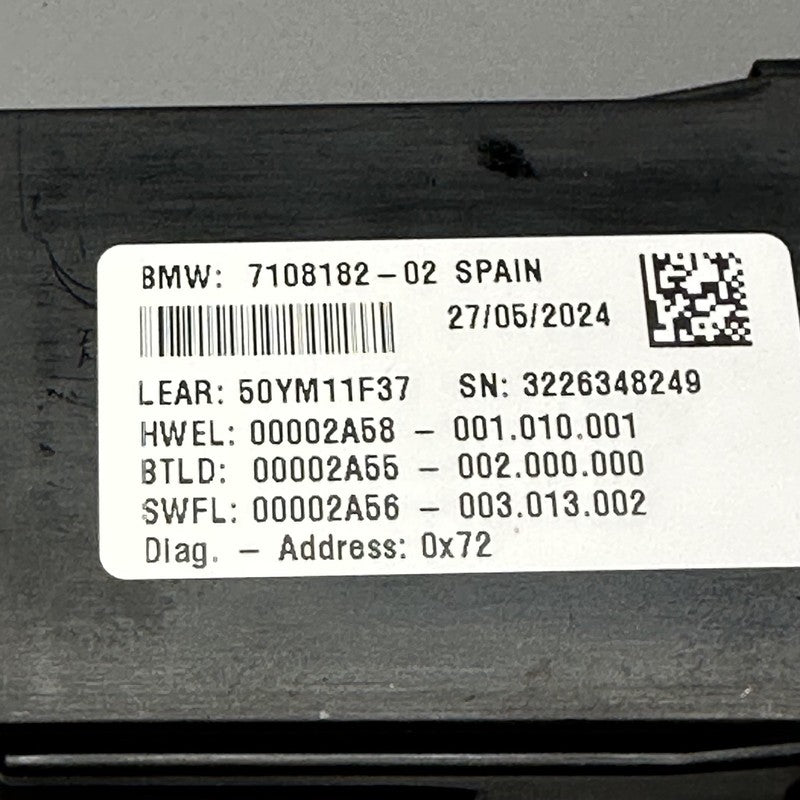 BMW: 7108182-02 SPAIN
27/05/2024
LEAR: 50YM11F37 SN: 3226348249
HWEL: 00002A58 - 001.010.001
BTLD: 00002A55 - 002.000.000
SWFL: 00002A56 - 003.013.002
Diag. - Address: 0x72